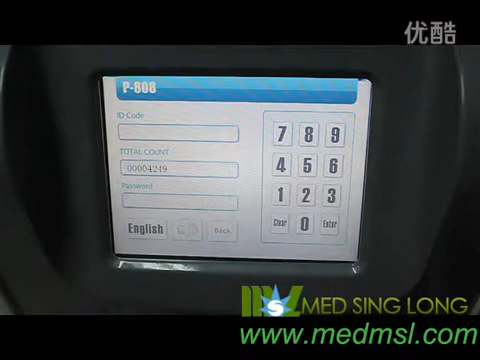 优酷
P-808
ID Code
7 8 9
TOTAL COUNT
00004249
4 5 6
Password
1 2 3
English
Back
Clear 0 Enter
MSL MED SING LONG
www.medmsl.com